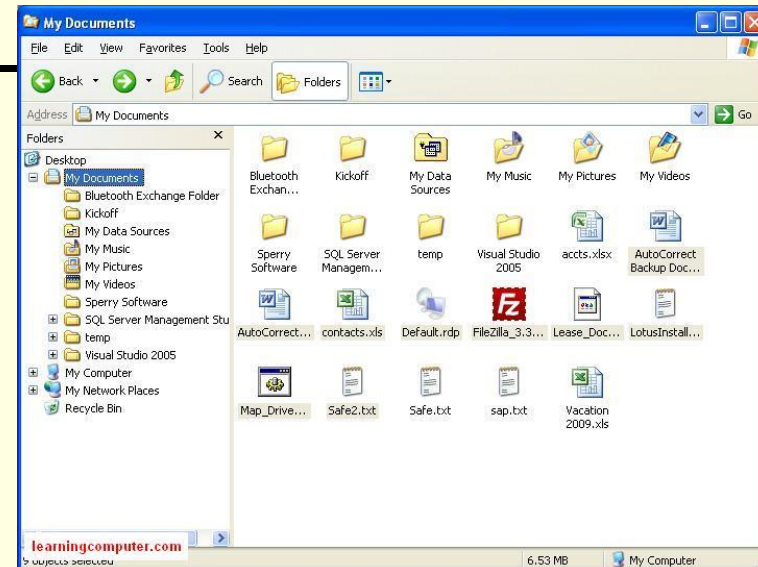 My Documents
File Edit View Favorites Tools Help
Back Search Folders
Address My Documents Go
Folders
Desktop
My Documents
Bluetooth Exchange Folder
Kickoff
My Data Sources
My Music
My Pictures
My Videos
Sperry Software
SQL Server Management Stu
temp
Visual Studio 2005
My Computer
My Network Places
Recycle Bin
Bluetooth Exchan...
Kickoff
My Data Sources
My Music
My Pictures
My Videos
Sperry Software
SQL Server Managem...
temp
Visual Studio 2005
accts.xlsx
AutoCorrect Backup Doc...
AutoCorrect...
contacts.xls
Default.rdp
FileZilla_3.3...
Lease_Doc...
LotusInstall...
Map_Drive...
Safe2.txt
Safe.txt
sap.txt
Vacation 2009.xls
learningcomputer.com
9 objects selected 6.53 MB My Computer